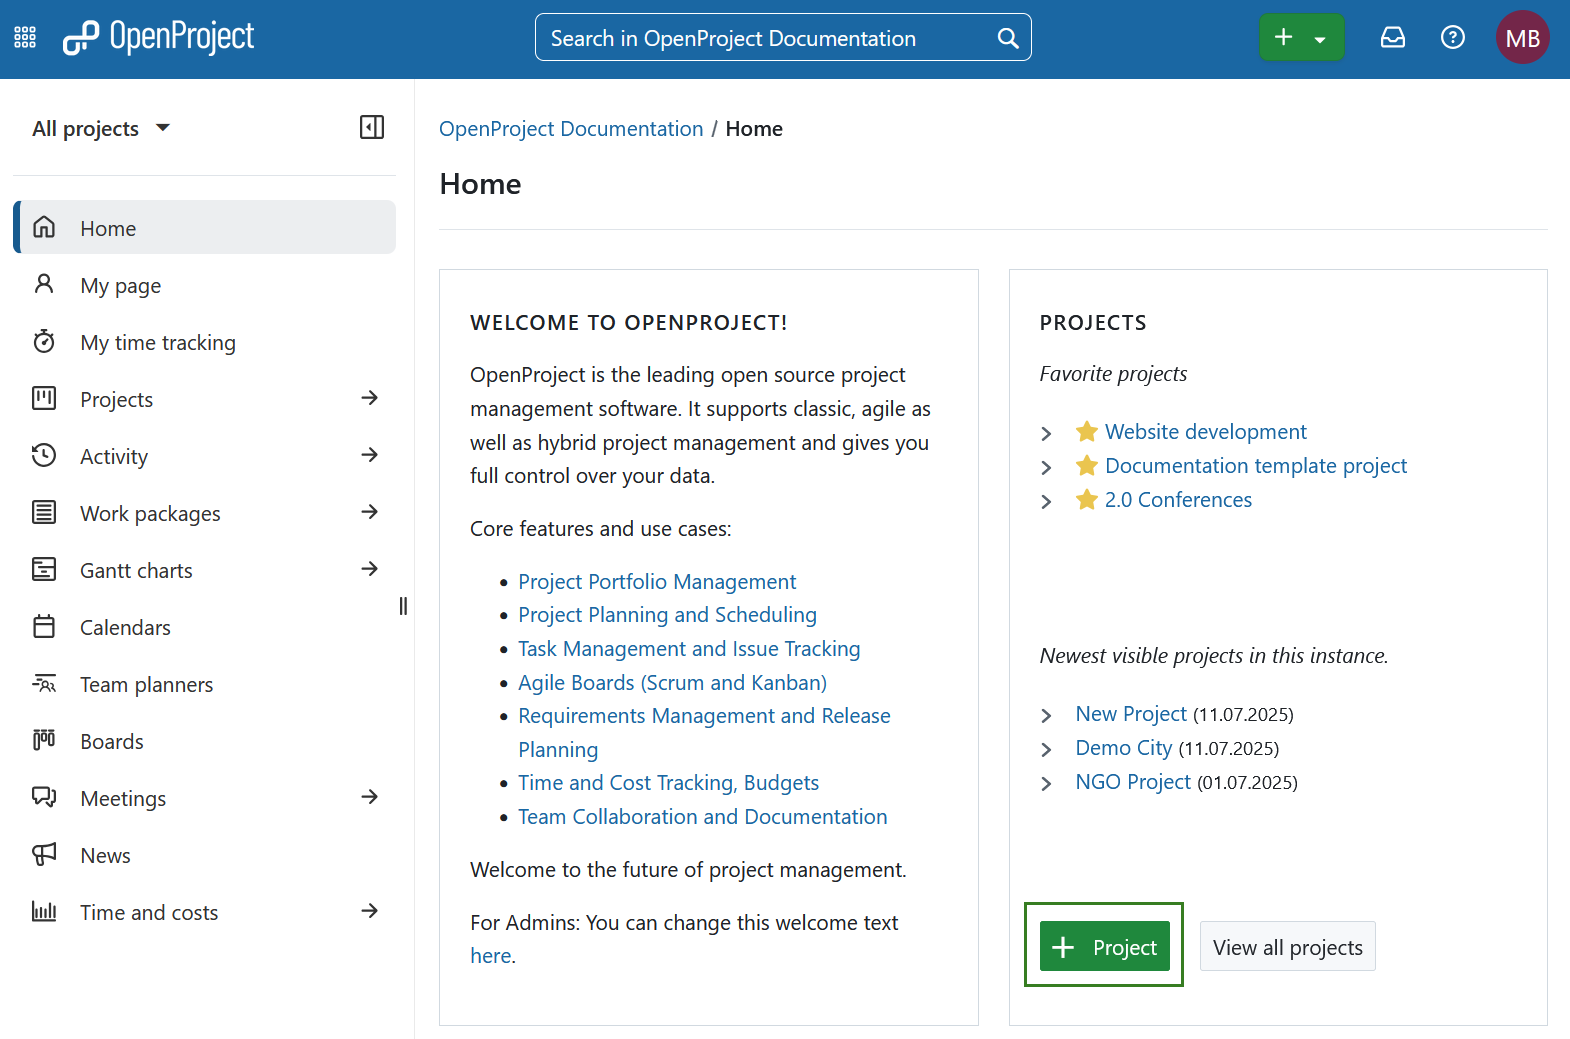 OpenProject
Search in OpenProject Documentation
MB
All projects
Home
My page
My time tracking
Projects
Activity
Work packages
Gantt charts
Calendars
Team planners
Boards
Meetings
News
Time and costs
OpenProject Documentation / Home
Home
WELCOME TO OPENPROJECT!
OpenProject is the leading open source project
management software. It supports classic, agile as
well as hybrid project management and gives you
full control over your data.
Core features and use cases:
• Project Portfolio Management
• Project Planning and Scheduling
• Task Management and Issue Tracking
• Agile Boards (Scrum and Kanban)
• Requirements Management and Release
Planning
• Time and Cost Tracking, Budgets
• Team Collaboration and Documentation
Welcome to the future of project management.
For Admins: You can change this welcome text
here.
PROJECTS
Favorite projects
Website development
Documentation template project
2.0 Conferences
Newest visible projects in this instance.
New Project (11.07.2025)
Demo City (11.07.2025)
NGO Project (01.07.2025)
+ Project
View all projects